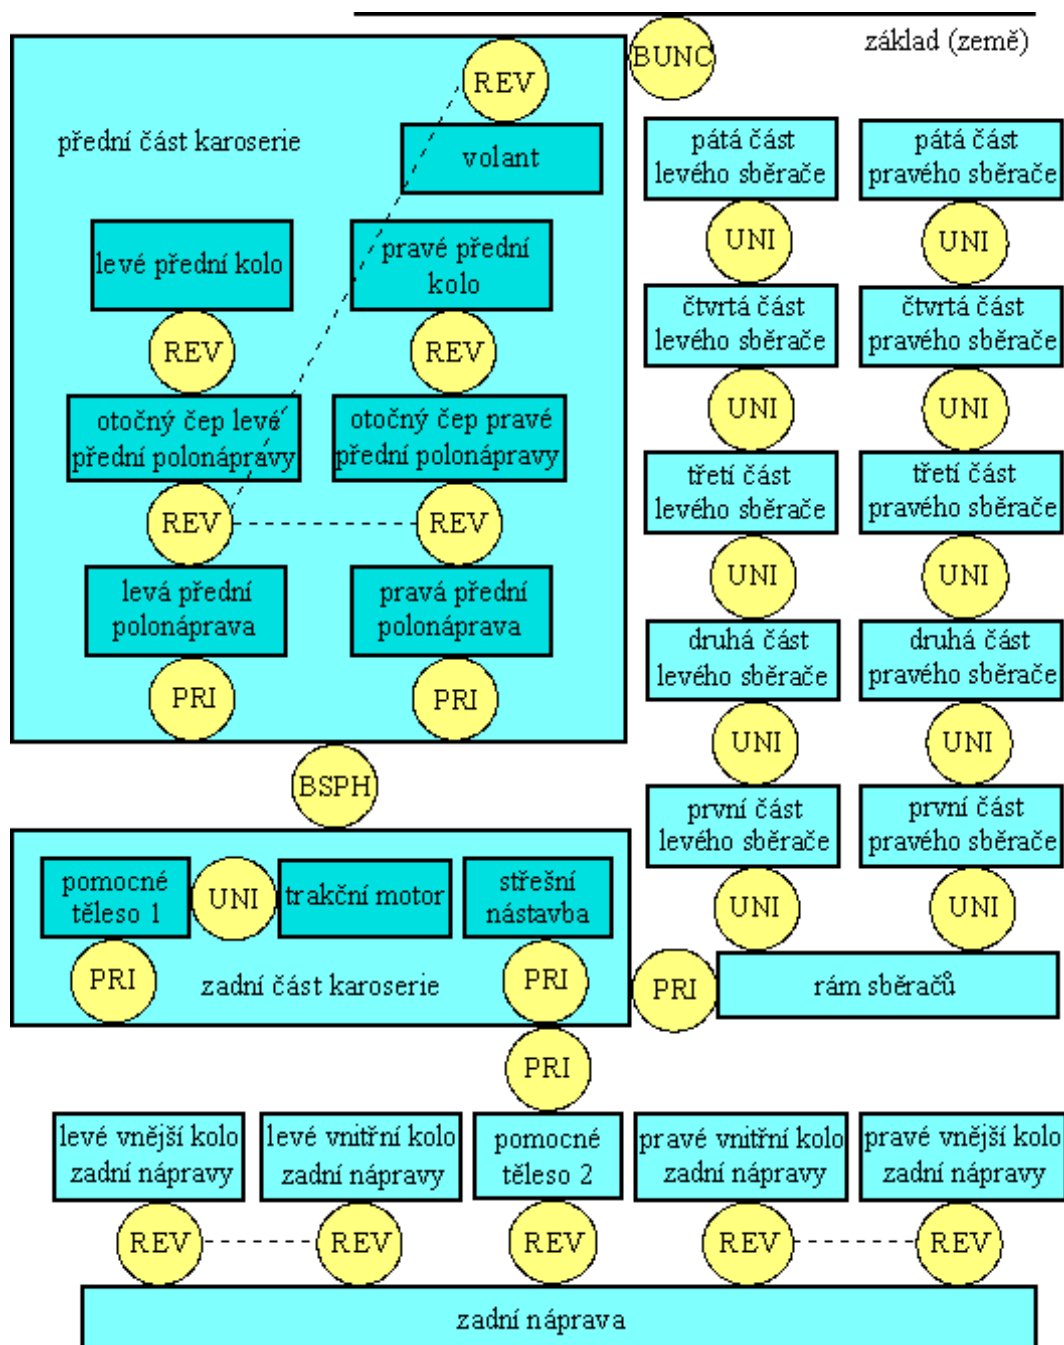 základ (země)
BUNC
REV
přední část karoserie
volant
levé přední kolo
pravé přední
kolo
REV
REV
otočný čep levé
přední polonápravy
otočný čep pravé
přední polonápravy
REV
REV
levá přední
polonáprava
pravá přední
polonáprava
PRI
PRI
BSPH
pátá část
levého sběrače
pátá část
pravého sběrače
UNI
UNI
čtvrtá část
levého sběrače
čtvrtá část
pravého sběrače
UNI
UNI
třetí část
levého sběrače
třetí část
pravého sběrače
UNI
UNI
druhá část
levého sběrače
druhá část
pravého sběrače
UNI
UNI
první část
levého sběrače
první část
pravého sběrače
UNI
UNI
pomocné
těleso 1
UNI
trakční motor
střešní
nástavba
PRI
zadní část karoserie
PRI
PRI
rám sběračů
PRI
levé vnější kolo
zadní nápravy
levé vnitřní kolo
zadní nápravy
pomocné
těleso 2
pravé vnitřní kolo
zadní nápravy
pravé vnější kolo
zadní nápravy
REV
REV
REV
REV
REV
zadní náprava